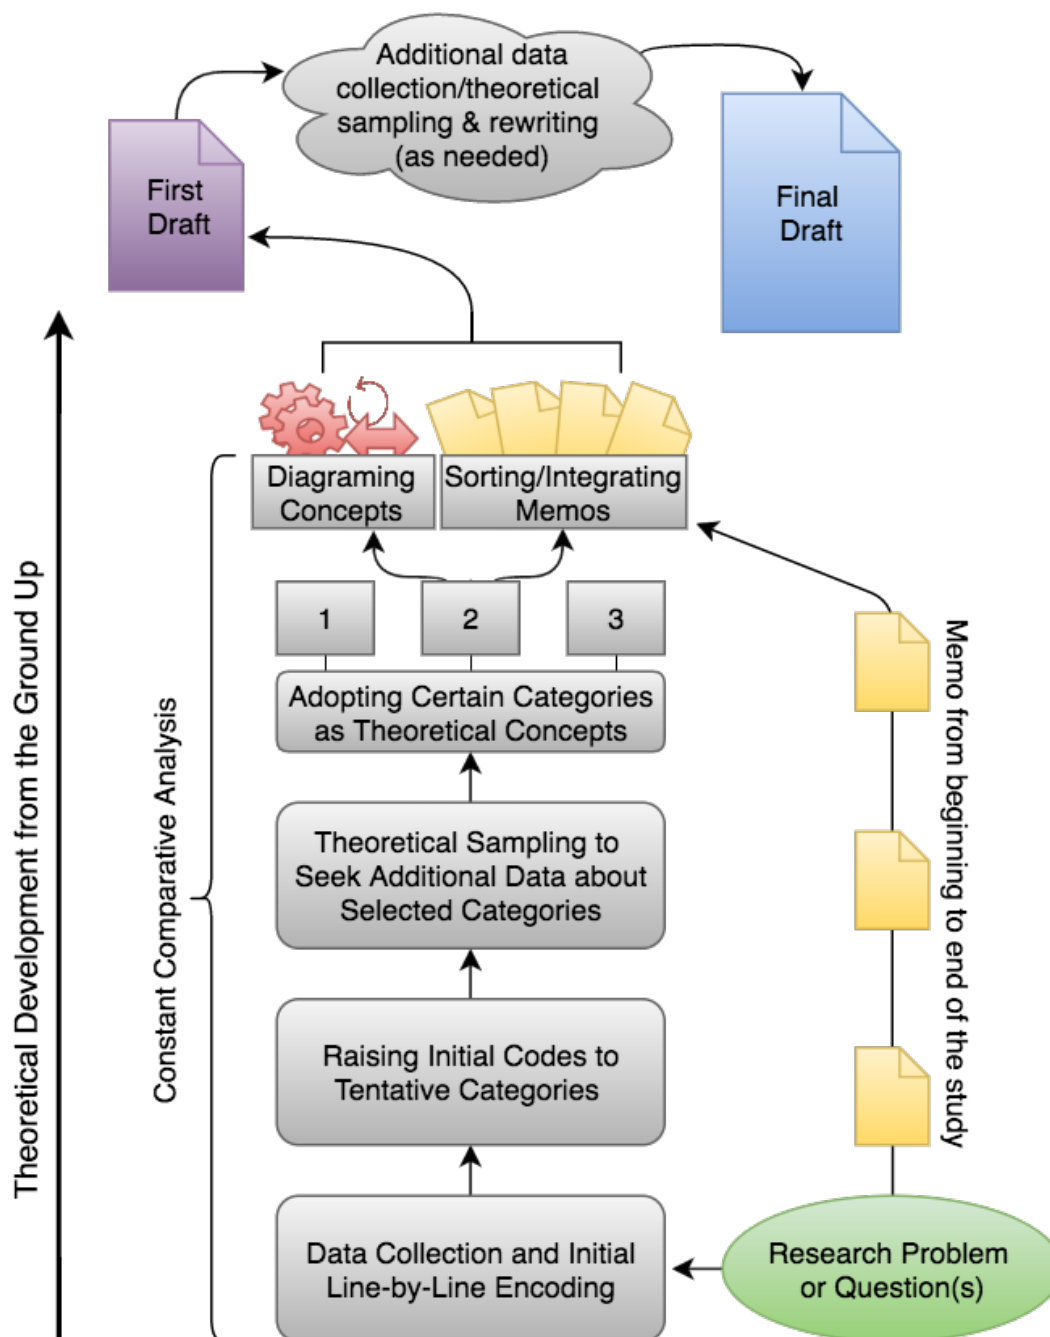 Additional data
collection/theoretical
sampling & rewriting
(as needed)
First
Draft
Final
Draft
Diagraming
Concepts
Sorting/Integrating
Memos
1
2
3
Adopting Certain Categories
as Theoretical Concepts
Theoretical Sampling to
Seek Additional Data about
Selected Categories
Raising Initial Codes to
Tentative Categories
Data Collection and Initial
Line-by-Line Encoding
Research Problem
or Question(s)
Theoretical Development from the Ground Up
Constant Comparative Analysis
Memo from beginning to end of the study